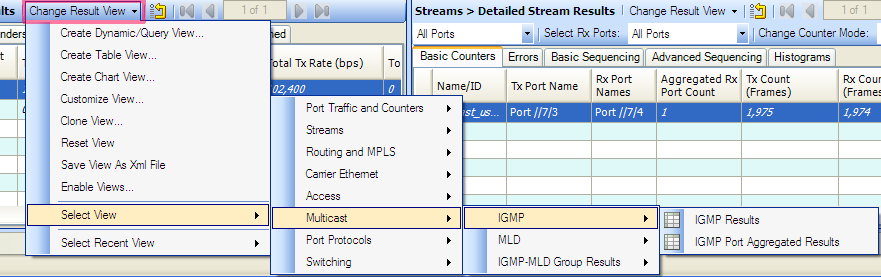 ults
Change Result View
1 of 1
Streams > Detailed Stream Results
Change Result View
1 of 1
All Ports
Select Rx Ports:
All Ports
Change Counter Mode:
Basic Counters
Errors
Basic Sequencing
Advanced Sequencing
Histograms
Total Tx Rate (bps)
To
02,400
0
Name/ID
Tx Port Name
Rx Port Names
Aggregated Rx Port Count
Tx Count (Frames)
Rx Coun (Frames)
st_us...
Port //7/3
Port //7/4
1
1,975
1,974
Create Dynamic/Query View...
Create Table View...
Create Chart View...
Customize View...
Clone View...
Reset View
Save View As Xml File
Enable Views...
Select View
Select Recent View
Port Traffic and Counters
Streams
Routing and MPLS
Carrier Ethernet
Access
Multicast
Port Protocols
Switching
IGMP
MLD
IGMP-MLD Group Results
IGMP Results
IGMP Port Aggregated Results